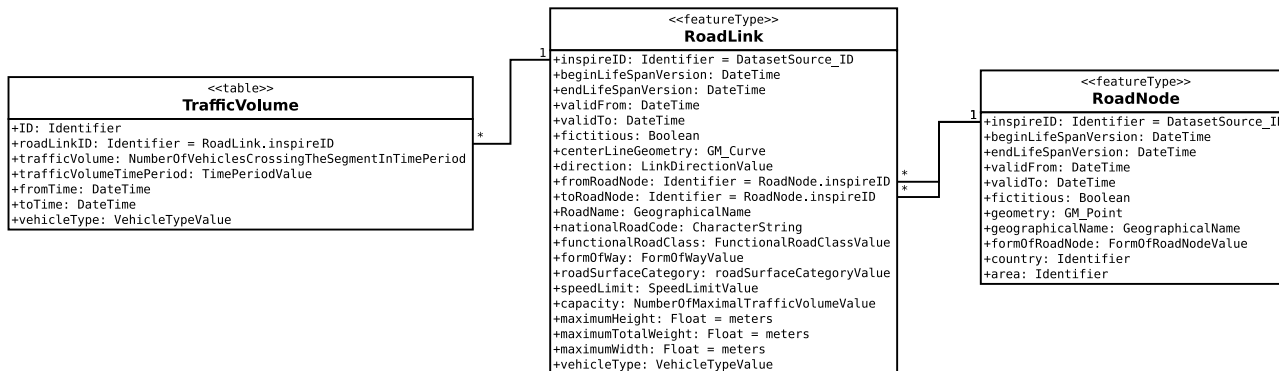 <<table>>
TrafficVolume
+ID: Identifier
+roadLinkID: Identifier = RoadLink.inspireID
+trafficVolume: NumberOfVehiclesCrossingTheSegmentInTimePeriod
+trafficVolumeTimePeriod: TimePeriodValue
+fromTime: DateTime
+toTime: DateTime
+vehicleType: VehicleTypeValue
*
1
<<featureType>>
RoadLink
+inspireID: Identifier = DatasetSource_ID
+beginLifeSpanVersion: DateTime
+endLifeSpanVersion: DateTime
+validFrom: DateTime
+validTo: DateTime
+fictitious: Boolean
+centerLineGeometry: GM_Curve
+direction: LinkDirectionValue
+fromRoadNode: Identifier = RoadNode.inspireID
+toRoadNode: Identifier = RoadNode.inspireID
+RoadName: GeographicalName
+nationalRoadCode: CharacterString
+functionalRoadClass: FunctionalRoadClassValue
+formOfWay: FormOfWayValue
+roadSurfaceCategory: roadSurfaceCategoryValue
+speedLimit: SpeedLimitValue
+capacity: NumberOfMaximalTrafficVolumeValue
+maximumHeight: Float = meters
+maximumTotalWeight: Float = meters
+maximumWidth: Float = meters
+vehicleType: VehicleTypeValue
*
*
1
<<featureType>>
RoadNode
+inspireID: Identifier = DatasetSource_ID
+beginLifeSpanVersion: DateTime
+endLifeSpanVersion: DateTime
+validFrom: DateTime
+validTo: DateTime
+fictitious: Boolean
+geometry: GM_Point
+geographicalName: GeographicalName
+formOfRoadNode: FormOfRoadNodeValue
+country: Identifier
+area: Identifier